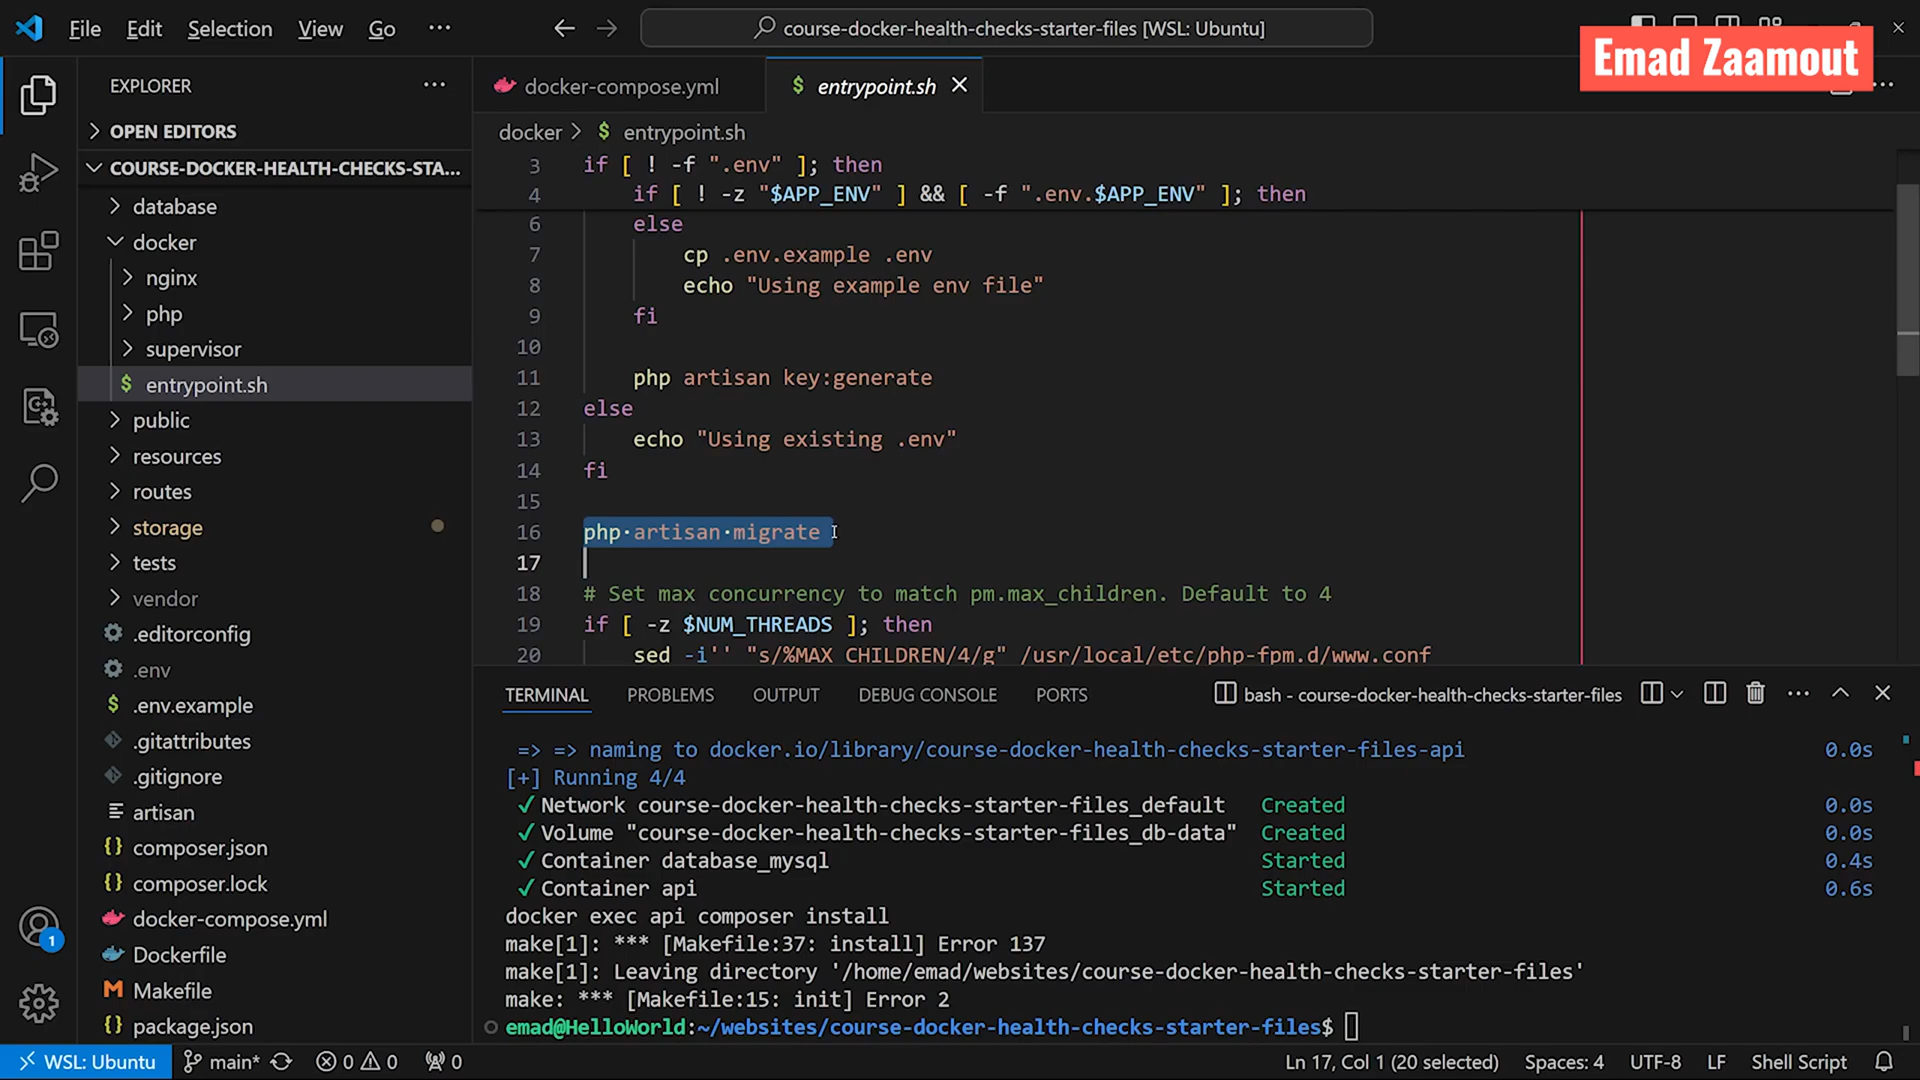 File Edit Selection View Go ···
course-docker-health-checks-starter-files [WSL: Ubuntu]
Emad Zaamout
EXPLORER
OPEN EDITORS
COURSE-DOCKER-HEALTH-CHECKS-STA...
database
docker
nginx
php
supervisor
$ entrypoint.sh
public
resources
routes
storage
tests
vendor
.editorconfig
.env
$ .env.example
.gitattributes
.gitignore
artisan
{} composer.json
{} composer.lock
docker-compose.yml
Dockerfile
M Makefile
{} package.json
docker-compose.yml
$ entrypoint.sh
docker > $ entrypoint.sh
3 if [ ! -f ".env" ]; then
4 if [ ! -z "$APP_ENV" ] && [ -f ".env.$APP_ENV" ]; then
6 else
7 cp .env.example .env
8 echo "Using example env file"
9 fi
10
11 php artisan key:generate
12 else
13 echo "Using existing .env"
14 fi
15
16 php·artisan·migrate
17
18 # Set max concurrency to match pm.max_children. Default to 4
19 if [ -z $NUM_THREADS ]; then
20 sed -i'' "s/%MAX_CHILDREN/4/g" /usr/local/etc/php-fpm.d/www.conf
TERMINAL PROBLEMS OUTPUT DEBUG CONSOLE PORTS
bash - course-docker-health-checks-starter-files
=> => naming to docker.io/library/course-docker-health-checks-starter-files-api 0.0s
[+] Running 4/4
✓Network course-docker-health-checks-starter-files_default Created 0.0s
✓Volume "course-docker-health-checks-starter-files_db-data" Created 0.0s
✓Container database_mysql Started 0.4s
✓Container api Started 0.6s
docker exec api composer install
make[1]: *** [Makefile:37: install] Error 137
make[1]: Leaving directory '/home/emad/websites/course-docker-health-checks-starter-files'
make: *** [Makefile:15: init] Error 2
emad@HelloWorld:~/websites/course-docker-health-checks-starter-files$
1
WSL: Ubuntu main* 0 0 0
Ln 17, Col 1 (20 selected) Spaces: 4 UTF-8 LF Shell Script